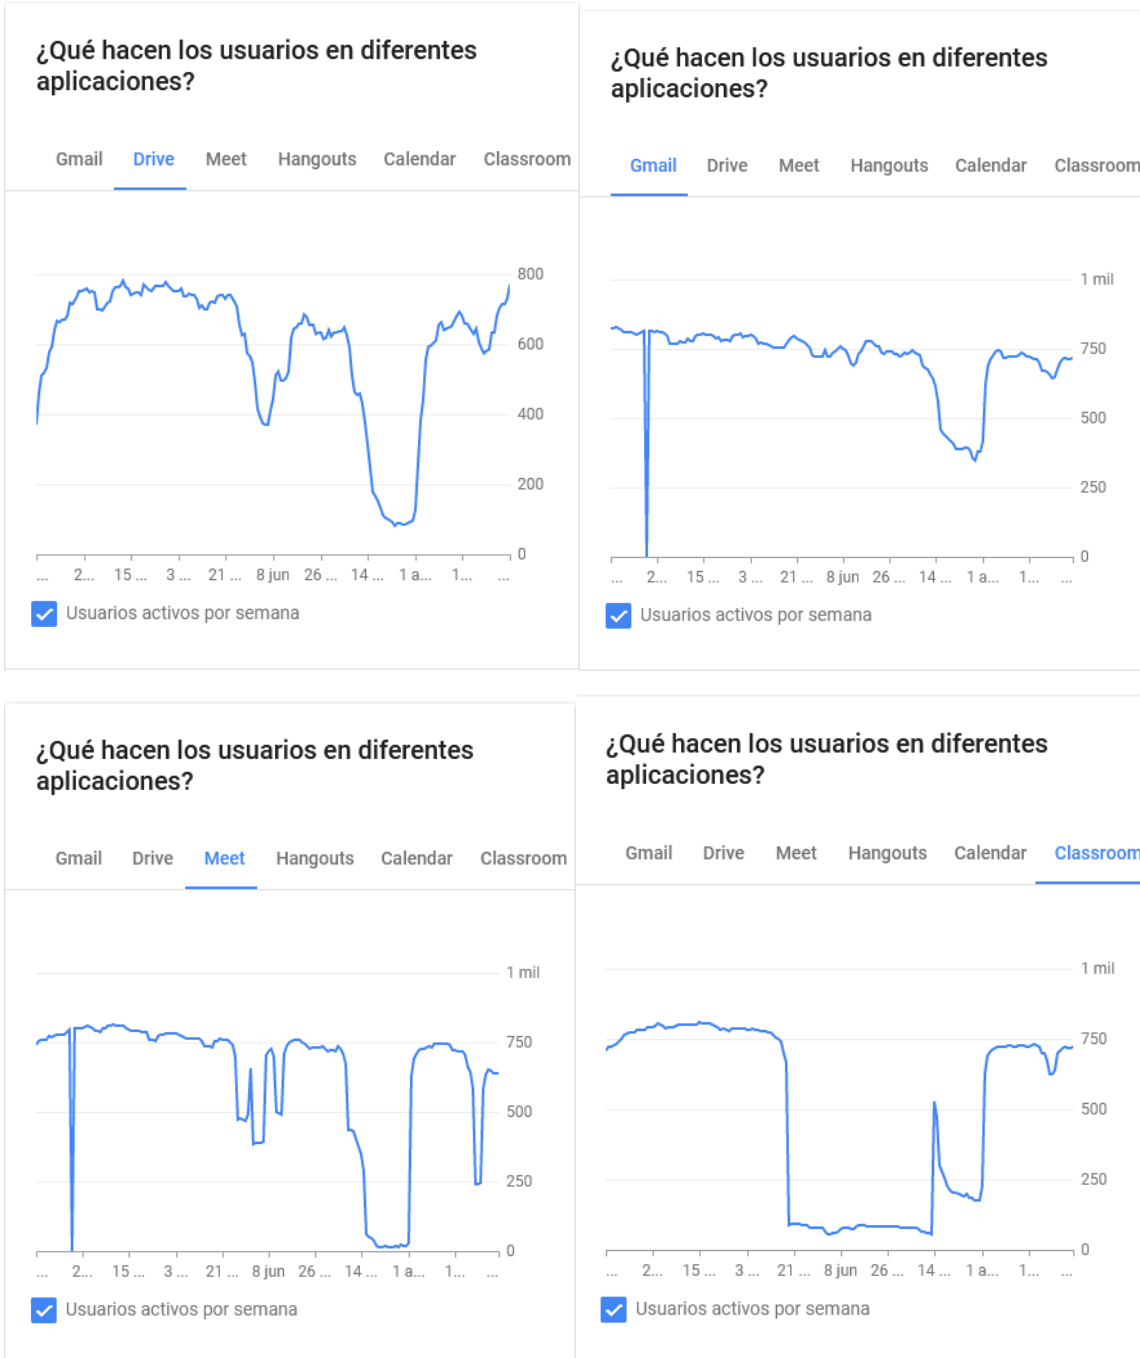 ¿Qué hacen los usuarios en diferentes
aplicaciones?
Gmail Drive Meet Hangouts Calendar Classroom
800
600
400
200
0
... 2... 15 ... 3 ... 21 ... 8 jun 26 ... 14 ... 1 a... 1... ...
Usuarios activos por semana
¿Qué hacen los usuarios en diferentes
aplicaciones?
Gmail Drive Meet Hangouts Calendar Classroom
1 mil
750
500
250
0
... 2... 15 ... 3 ... 21 ... 8 jun 26 ... 14 ... 1 a... 1... ...
Usuarios activos por semana
¿Qué hacen los usuarios en diferentes
aplicaciones?
Gmail Drive Meet Hangouts Calendar Classroom
1 mil
750
500
250
0
... 2... 15 ... 3 ... 21 ... 8 jun 26 ... 14 ... 1 a... 1... ...
Usuarios activos por semana
¿Qué hacen los usuarios en diferentes
aplicaciones?
Gmail Drive Meet Hangouts Calendar Classroom
1 mil
750
500
250
0
... 2... 15 ... 3 ... 21 ... 8 jun 26 ... 14 ... 1 a... 1... ...
Usuarios activos por semana